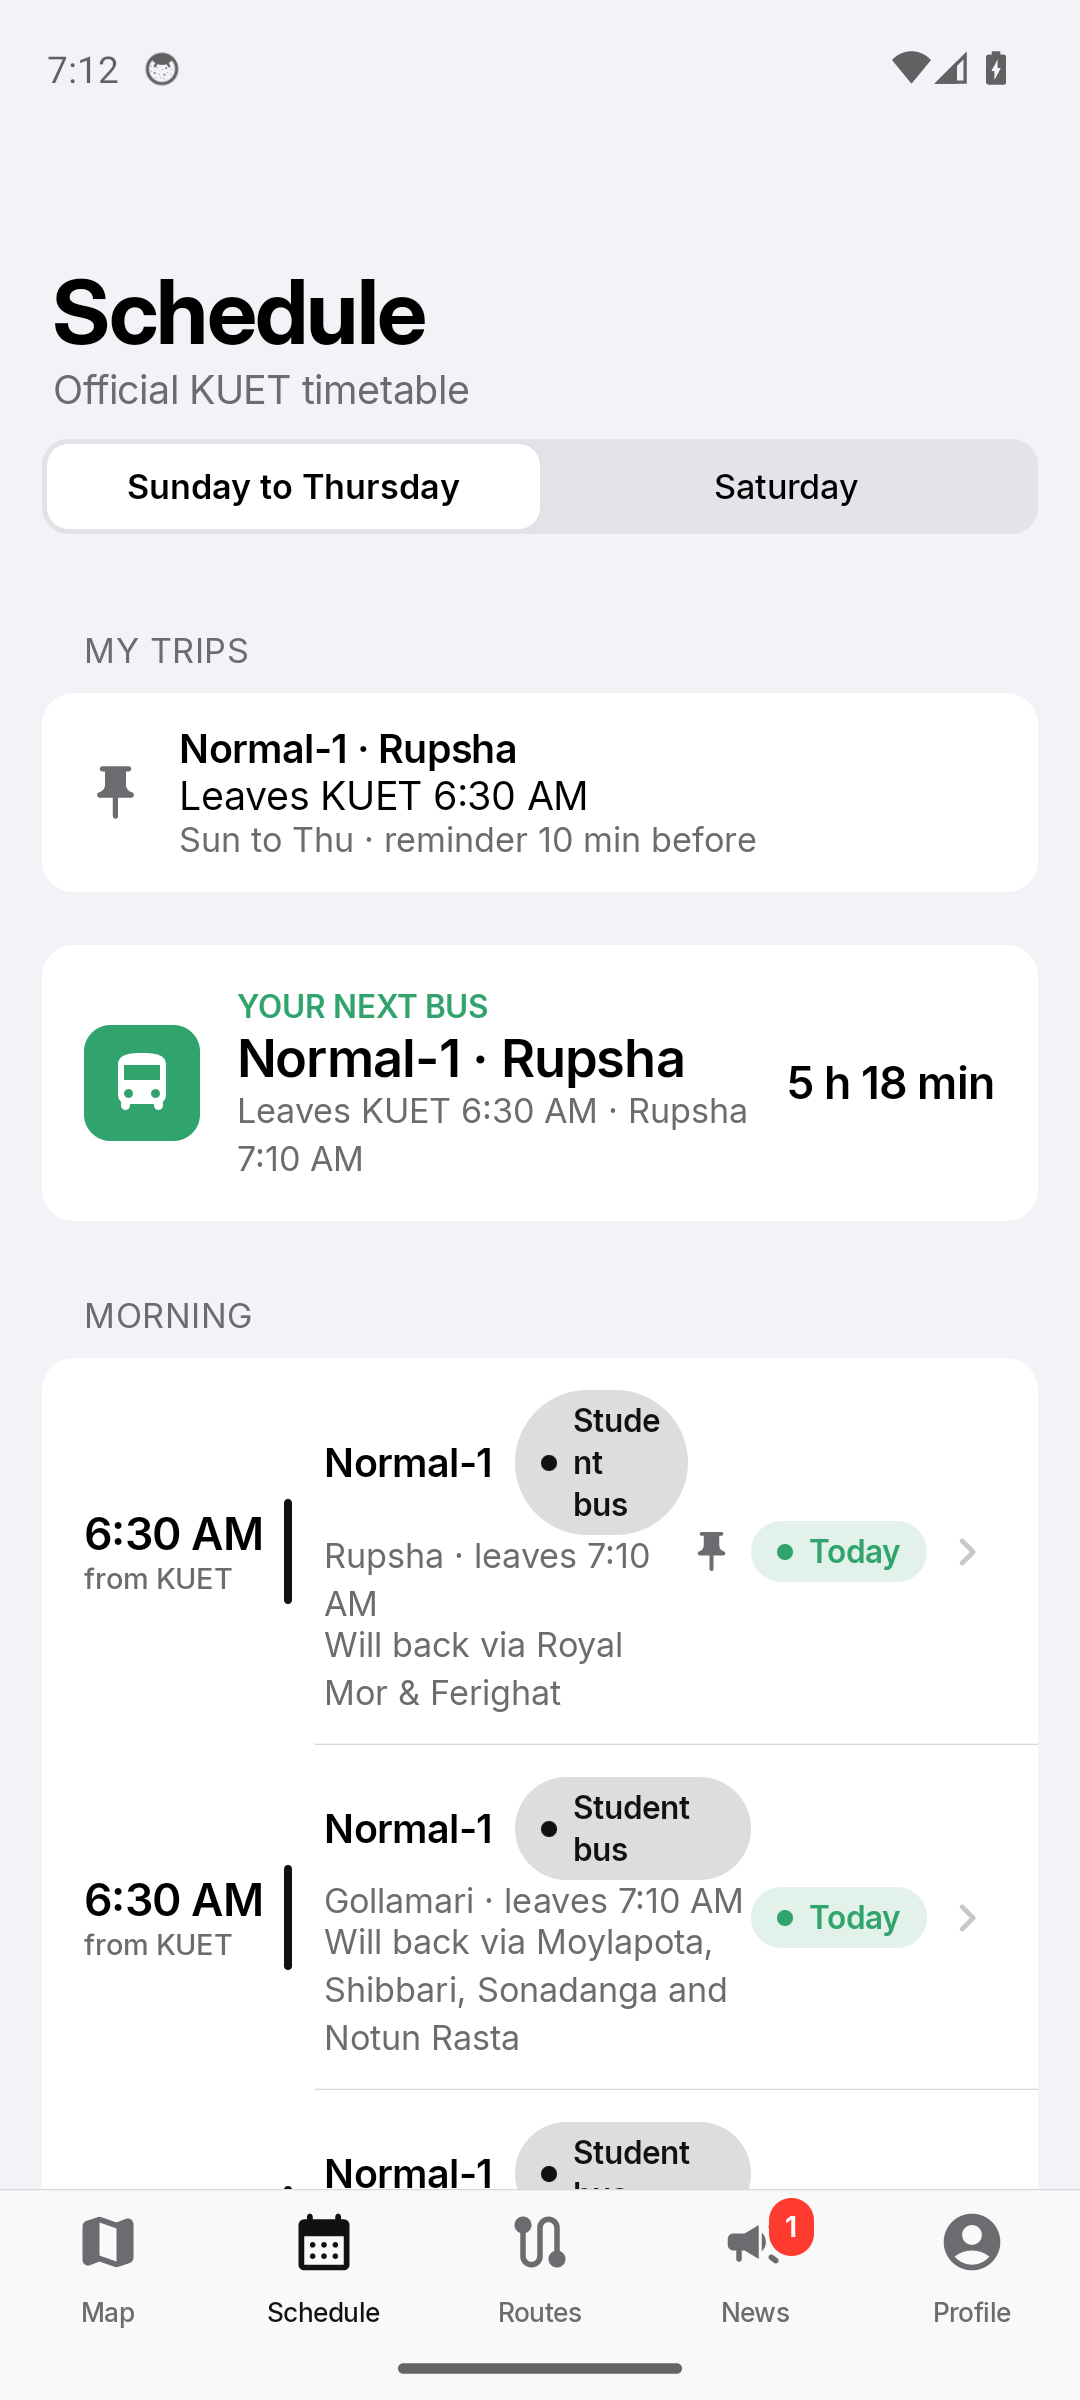 7:12
Schedule
Official KUET timetable
Sunday to Thursday
Saturday
MY TRIPS
Normal-1 · Rupsha
Leaves KUET 6:30 AM
Sun to Thu · reminder 10 min before
YOUR NEXT BUS
Normal-1 · Rupsha
Leaves KUET 6:30 AM · Rupsha
7:10 AM
5 h 18 min
MORNING
6:30 AM
from KUET
Normal-1
Stude
nt
bus
Rupsha · leaves 7:10
AM
Will back via Royal
Mor & Ferighat
Today
6:30 AM
from KUET
Normal-1
Student
bus
Gollamari · leaves 7:10 AM
Will back via Moylapota,
Shibbari, Sonadanga and
Notun Rasta
Today
Normal-1
Student
Map
Schedule
Routes
1
News
Profile